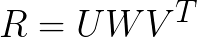 R = UWV^T